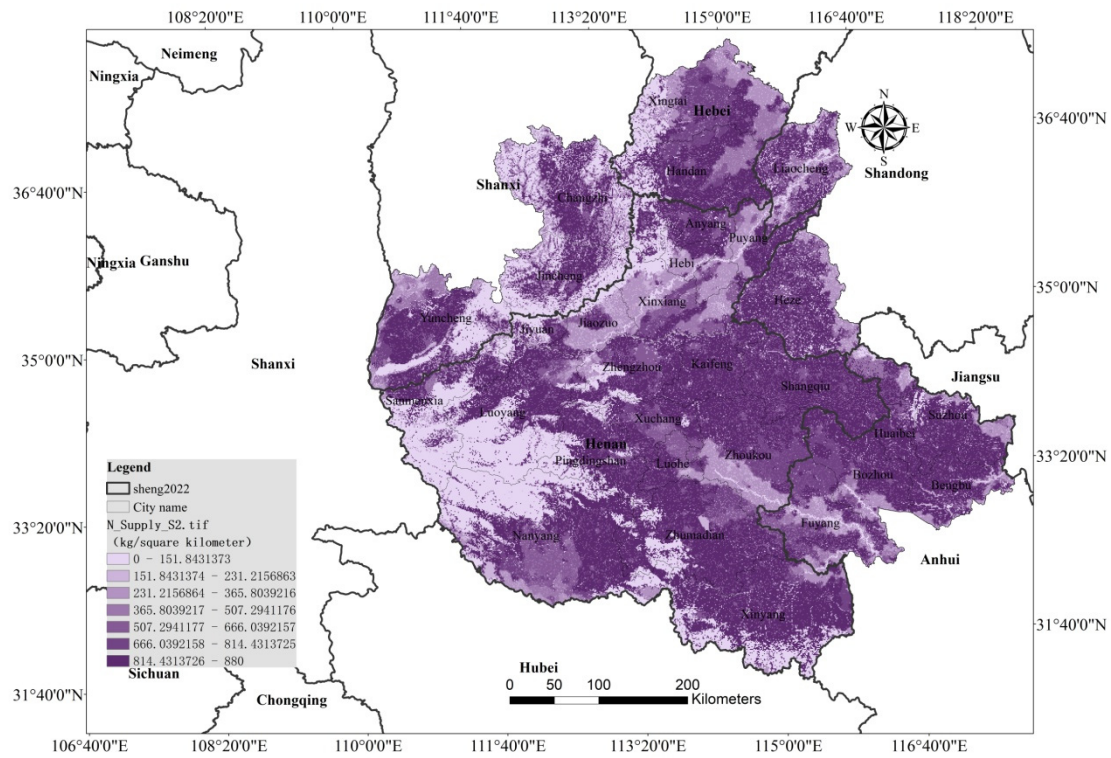 108°20'0"E 110°0'0"E 111°40'0"E 113°20'0"E 115°0'0"E 116°40'0"E 118°20'0"E
Neimeng
Ningxia
Xingtai
Hebei
N
W E
S
36°40'0"N
Handan
Liaocheng
Shandong
36°40'0"N
Shanxi
Changzhi
Anyang
Puyang
Ningxia Ganshu
Hebi
Jincheng
35°0'0"N
Xinxiang
Heze
Yuncheng
Jiyuan
Jiaozuo
35°0'0"N
Shanxi
Zhengzhou
Kaifeng
Shangqiu
Jiangsu
Sanmanxia
Luoyang
Xuchang
Suzhou
Huaibei
Henau
Pingdingshau
Luohe
Zhoukou
33°20'0"N
Bozhou
Beugbu
Legend
sheng2022
City name
N_Supply_S2.tif
(kg/square kilometer)
0 - 151.8431373
151.8431374 - 231.2156863
231.2156864 - 365.8039216
365.8039217 - 507.2941176
507.2941177 - 666.0392157
666.0392158 - 814.4313725
814.4313726 - 880
33°20'0"N
Nanyang
Zhumadian
Fuyang
Anhui
Xinyang
31°40'0"N
Sichuan
Hubei
Chongqing
0 50 100 200
Kilometers
31°40'0"N
106°40'0"E 108°20'0"E 110°0'0"E 111°40'0"E 113°20'0"E 115°0'0"E 116°40'0"E